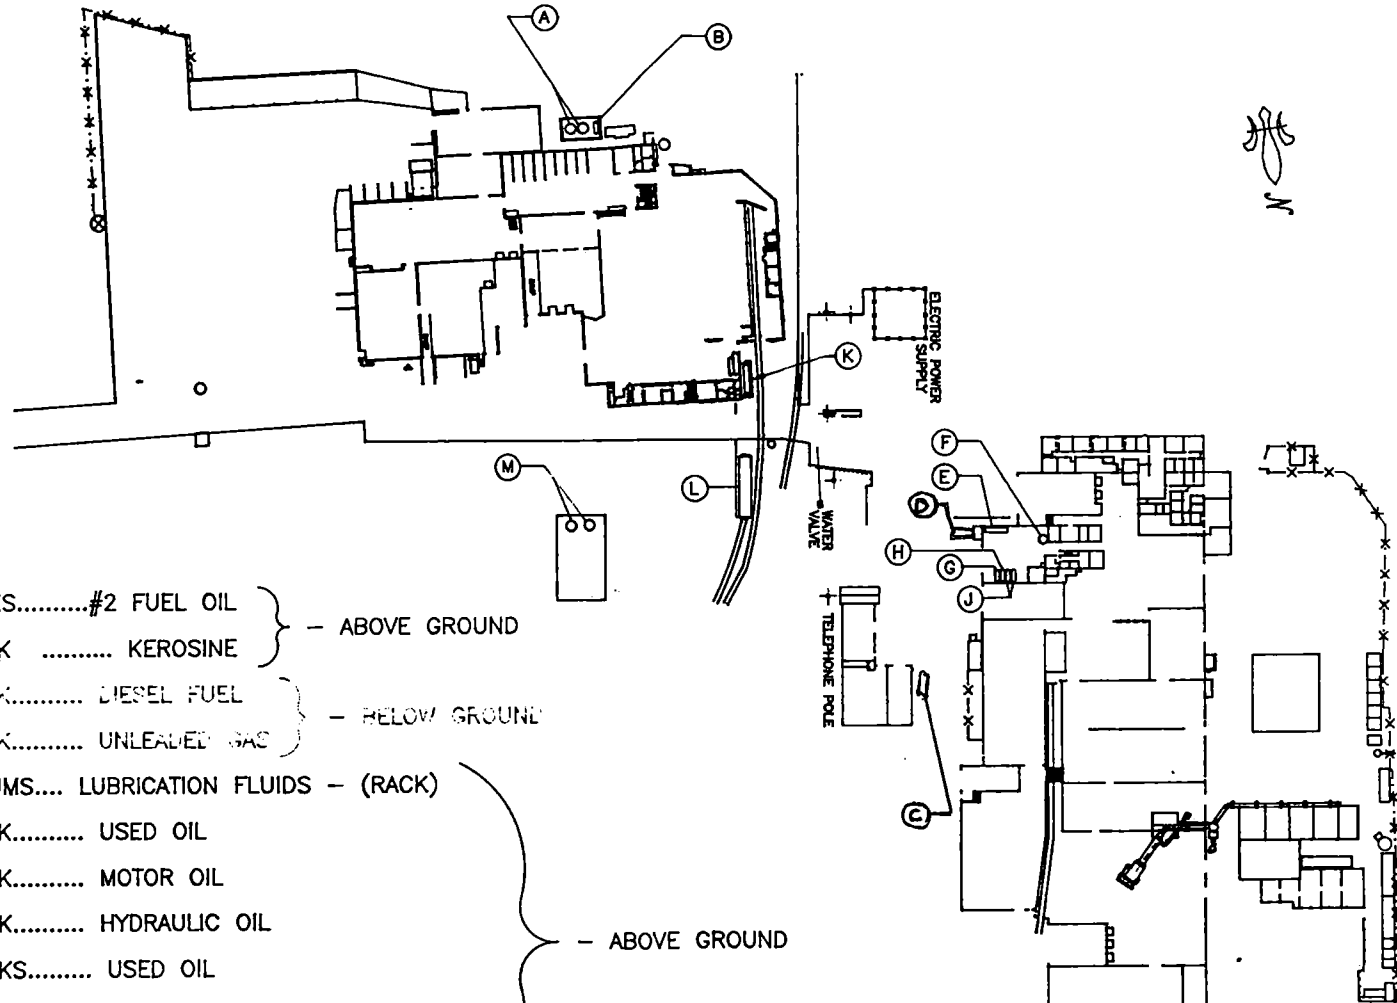 A
B
N
ELECTRIC POWER
SUPPLY
K
F
M
L
E
D
WATER
VALVE
H
G
J
TELEPHONE POLE
C
ES..........#2 FUEL OIL
- ABOVE GROUND
K .......... KEROSINE
K.......... DIESEL FUEL
- BELOW GROUND
K.......... UNLEADED GAS
UMS.... LUBRICATION FLUIDS - (RACK)
K.......... USED OIL
K.......... MOTOR OIL
K.......... HYDRAULIC OIL
- ABOVE GROUND
KS......... USED OIL